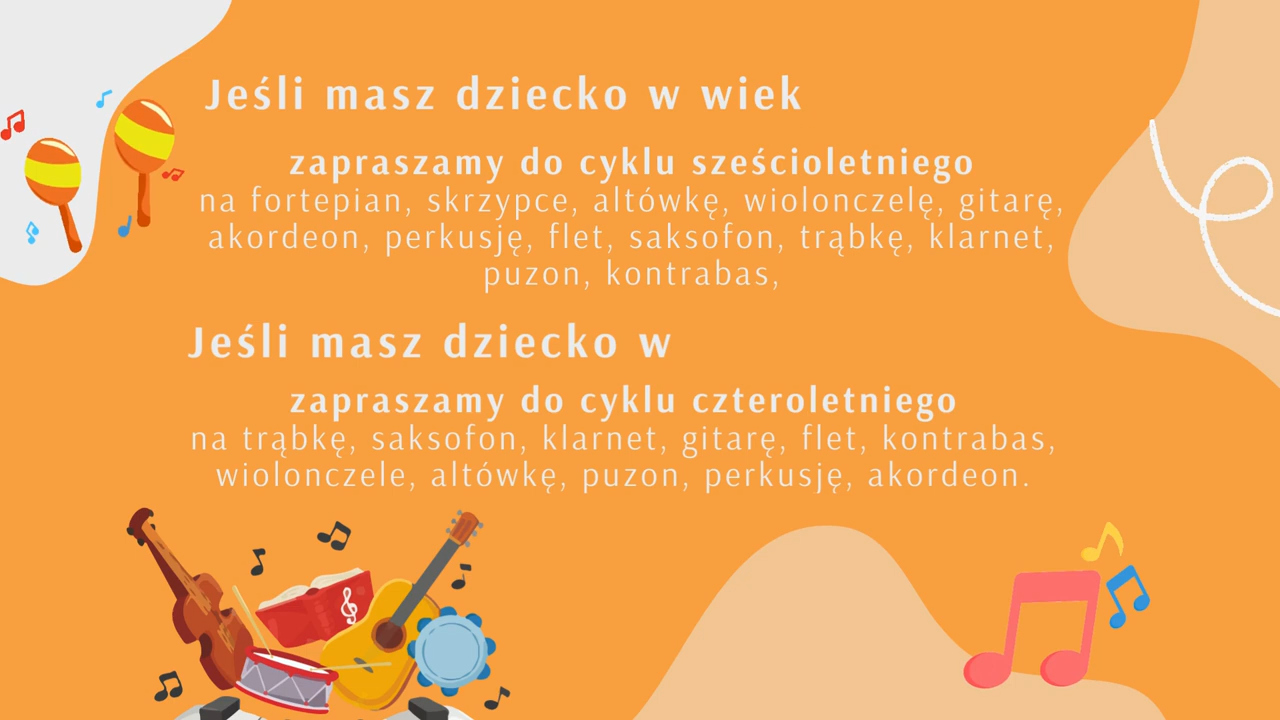 Jeśli masz dziecko w wiek
zapraszamy do cyklu sześcioletniego
na fortepian, skrzypce, altówkę, wiolonczelę, gitarę,
akordeon, perkusję, flet, saksofon, trąbkę, klarnet,
puzon, kontrabas,
Jeśli masz dziecko w
zapraszamy do cyklu czteroletniego
na trąbkę, saksofon, klarnet, gitarę, flet, kontrabas,
wiolonczele, altówkę, puzon, perkusję, akordeon.